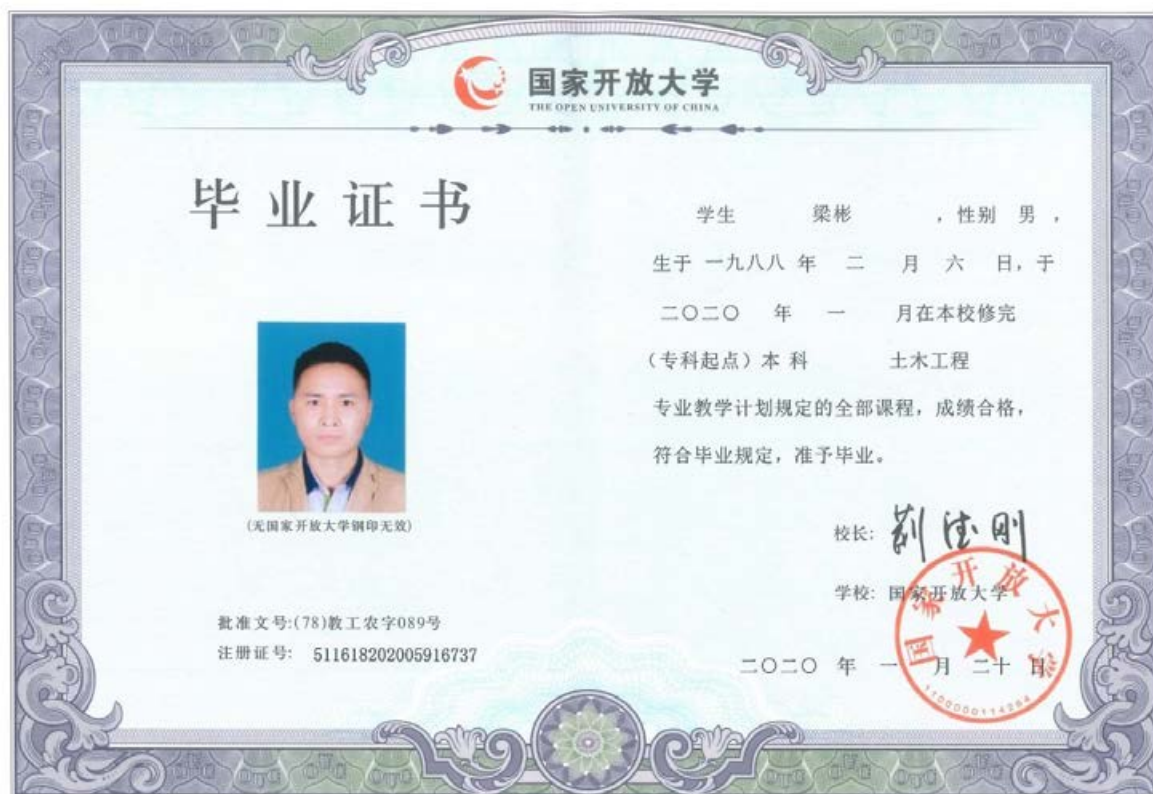 国家开放大学
THE OPEN UNIVERSITY OF CHINA
毕业证书
(无国家开放大学钢印无效)
批准文号:(78)教工农字089号
注册证号: 511618202005916737
学生 梁彬 ,性别 男 ,
生于 一九八八 年 二 月 六 日,于
二〇二〇 年 一 月在本校修完
(专科起点)本 科 土木工程
专业教学计划规定的全部课程,成绩合格,
符合毕业规定,准予毕业。
校长: 荆德刚
学校: 国家开放大学
二〇二〇 年 一 月 二十 日
国家开放大学
1100000114264